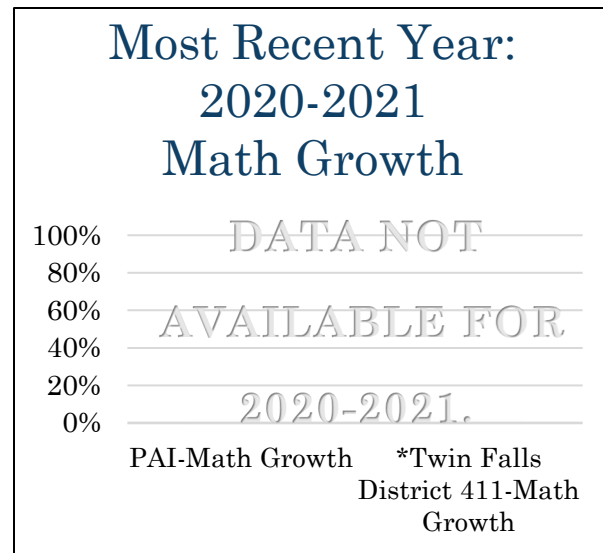 Most Recent Year:
2020-2021
Math Growth
100%
80%
60%
40%
20%
0%
DATA NOT
AVAILABLE FOR
2020-2021.
PAI-Math Growth
*Twin Falls
District 411-Math
Growth